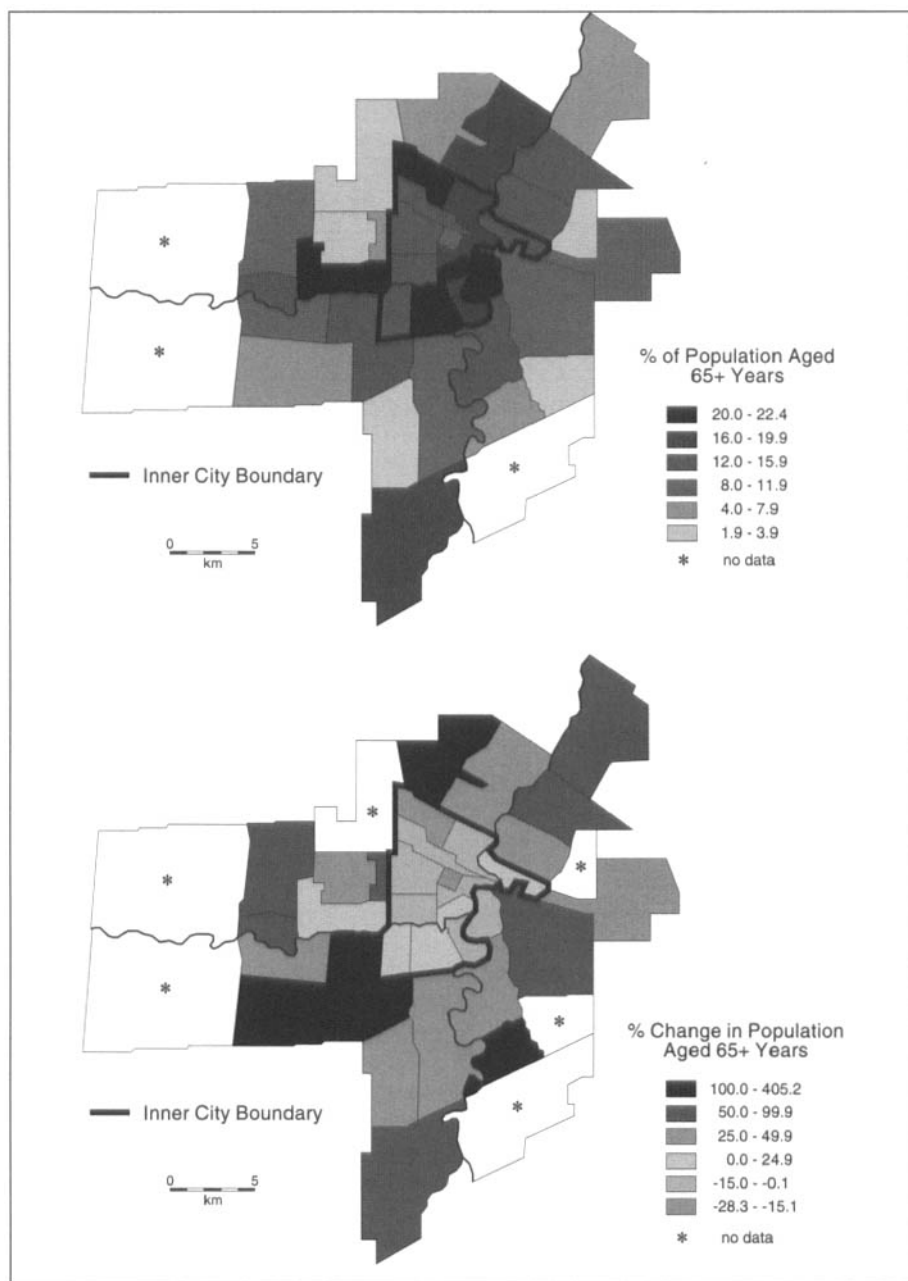 *
*
% of Population Aged
65+ Years
20.0 - 22.4
16.0 - 19.9
12.0 - 15.9
8.0 - 11.9
4.0 - 7.9
1.9 - 3.9
* no data
*
Inner City Boundary
0 5
km
*
*
*
*
*
*
% Change in Population
Aged 65+ Years
100.0 - 405.2
50.0 - 99.9
25.0 - 49.9
0.0 - 24.9
-15.0 - -0.1
-28.3 - -15.1
* no data
Inner City Boundary
0 5
km